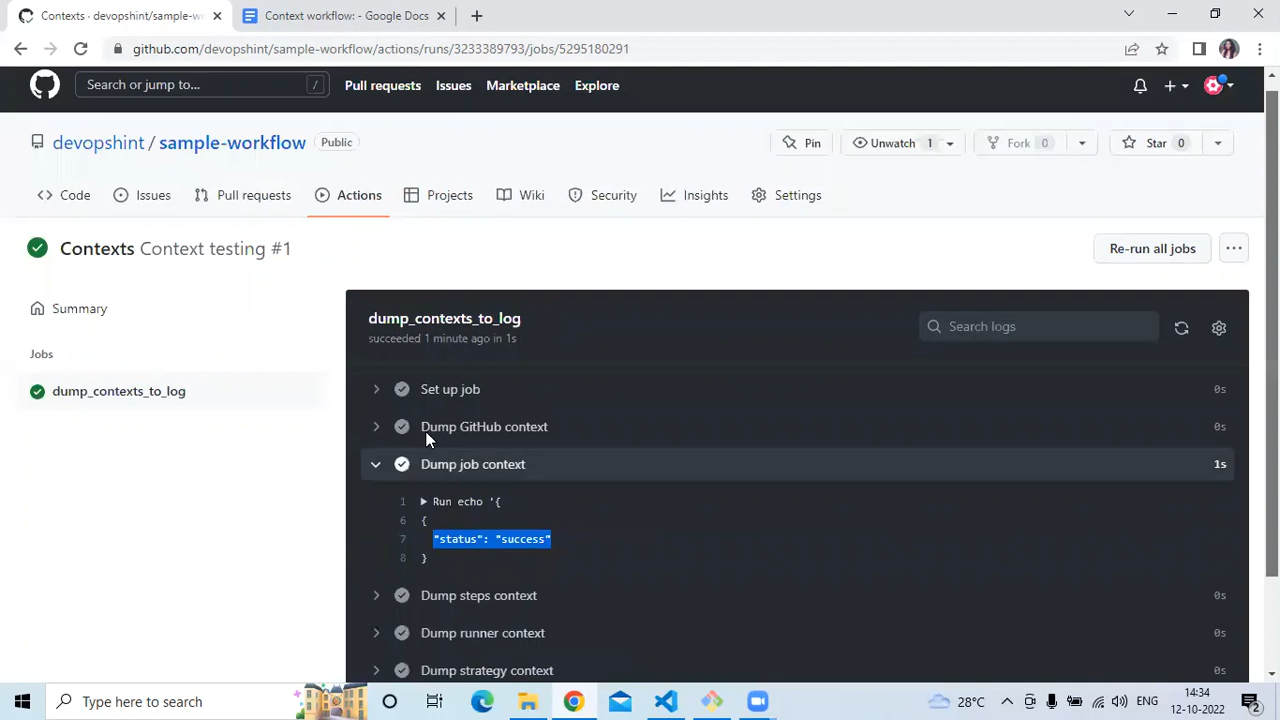 Contexts · devopshint/sample-w
Context workflow: - Google Docs
github.com/devopshint/sample-workflow/actions/runs/3233389793/jobs/5295180291
Search or jump to...
/
Pull requests
Issues
Marketplace
Explore
devopshint / sample-workflow
Public
Pin
Unwatch 1
Fork 0
Star 0
Code
Issues
Pull requests
Actions
Projects
Wiki
Security
Insights
Settings
Contexts Context testing #1
Re-run all jobs
Summary
Jobs
dump_contexts_to_log
dump_contexts_to_log
succeeded 1 minute ago in 1s
Search logs
Set up job 0s
Dump GitHub context 0s
Dump job context 1s
1 Run echo '{
6 {
7 "status": "success"
8 }
Dump steps context 0s
Dump runner context 0s
Dump strategy context 0s
Type here to search
28°
ENG
14:34
12-10-2022
2